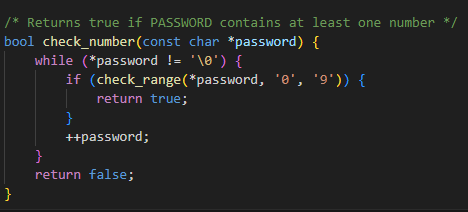 /* Returns true if PASSWORD contains at least one number */
bool check_number(const char *password) {
    while (*password != '\0') {
        if (check_range(*password, '0', '9')) {
            return true;
        }
        ++password;
    }
    return false;
}